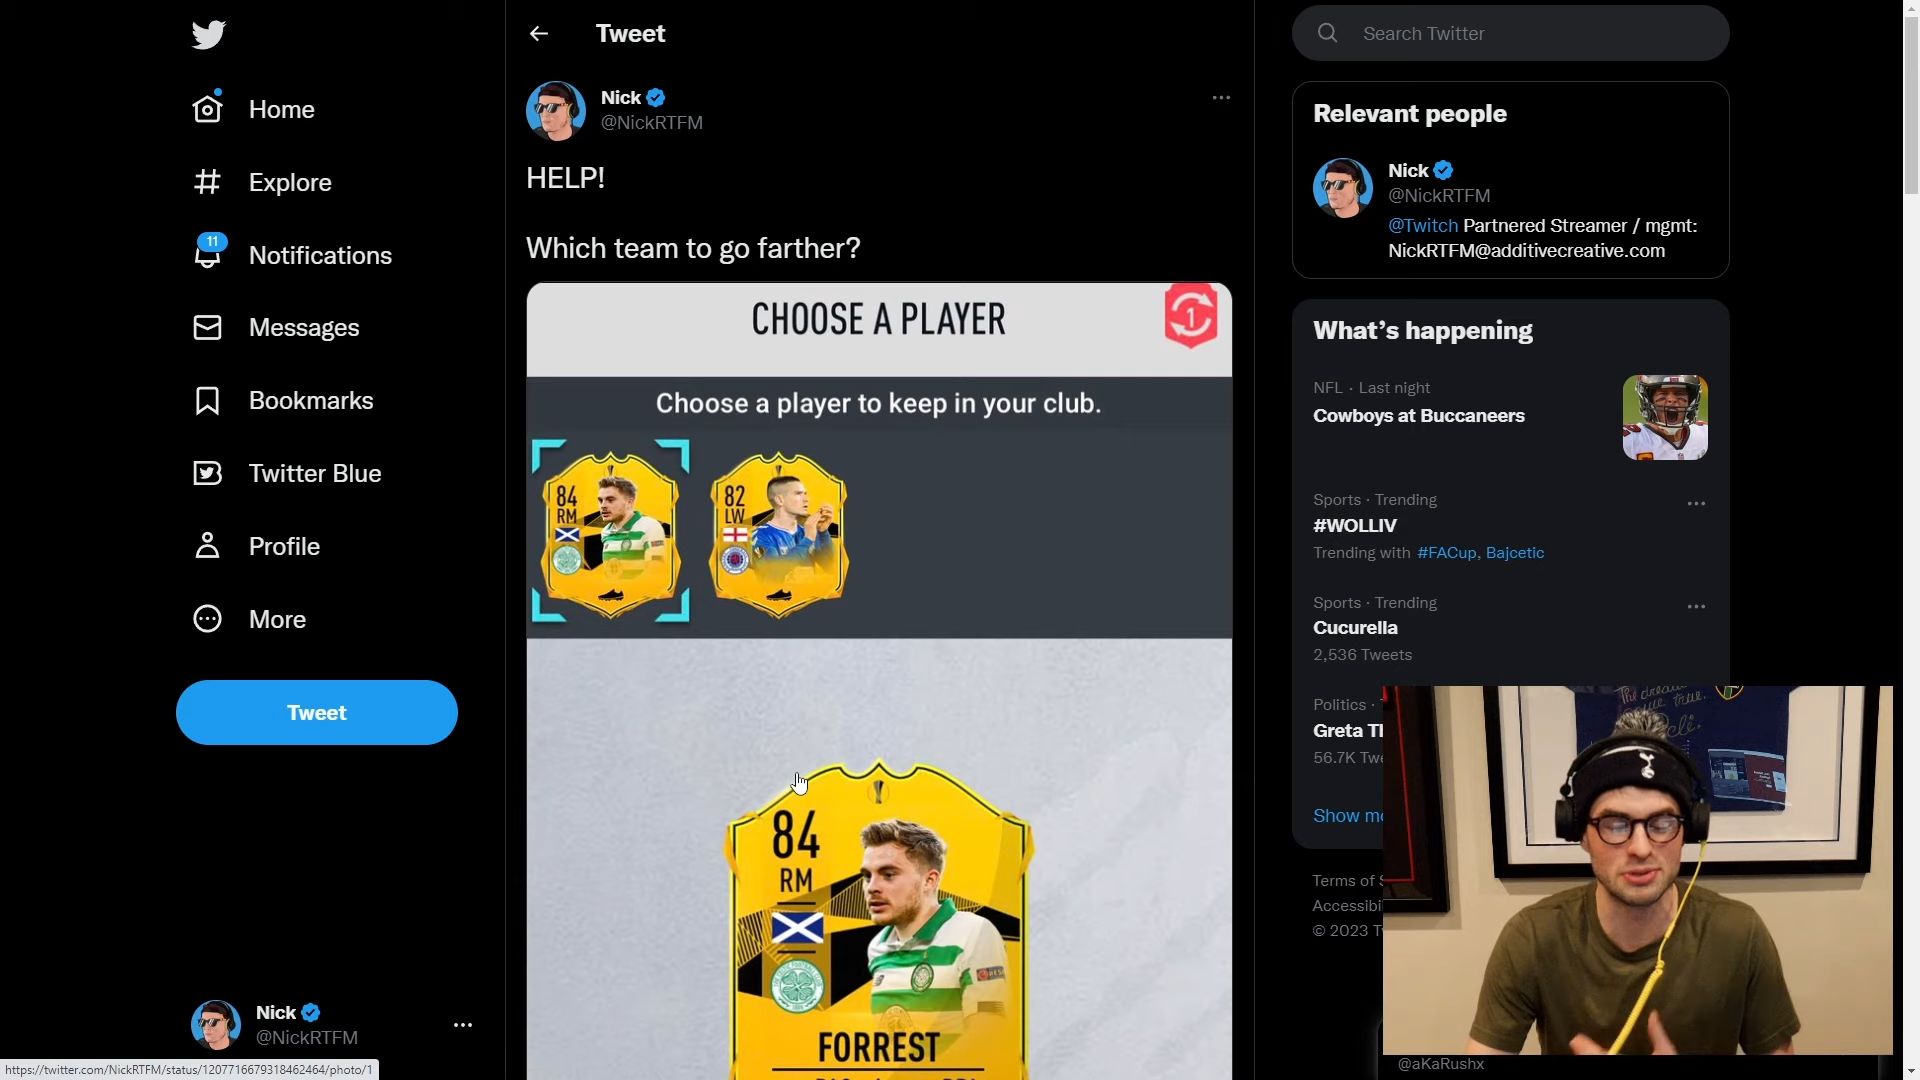 Home
Explore
11
Notifications
Messages
Bookmarks
Twitter Blue
Profile
More
Tweet
Nick
@NickRTFM
https://twitter.com/NickRTFM/status/1207716679318462464/photo/1
Tweet
Nick
@NickRTFM
HELP!
Which team to go farther?
CHOOSE A PLAYER
1
Choose a player to keep in your club.
84
RM
82
LW
84
RM
FORREST
Search Twitter
Relevant people
Nick
@NickRTFM
@Twitch Partnered Streamer / mgmt:
NickRTFM@additivecreative.com
What's happening
NFL · Last night
Cowboys at Buccaneers
Sports · Trending
#WOLLIV
Trending with #FACup, Bajcetic
Sports · Trending
Cucurella
2,536 Tweets
Politics ·
Greta
56.7K
Show
Terms of
© 2023
@aKaRushx